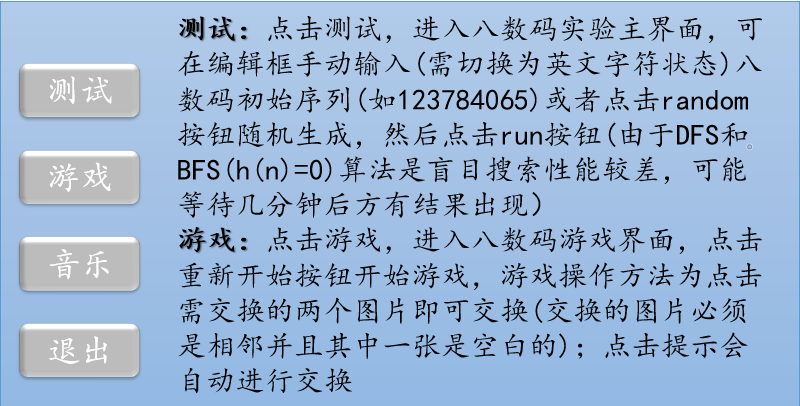 测试
游戏
音乐
退出
测试：点击测试，进入八数码实验主界面，可
在编辑框手动输入(需切换为英文字符状态)八
数码初始序列(如123784065)或者点击random
按钮随机生成，然后点击run按钮(由于DFS和
BFS(h(n)=0)算法是盲目搜索性能较差，可能
等待几分钟后方有结果出现)
游戏：点击游戏，进入八数码游戏界面，点击
重新开始按钮开始游戏，游戏操作方法为点击
需交换的两个图片即可交换(交换的图片必须
是相邻并且其中一张是空白的)；点击提示会
自动进行交换